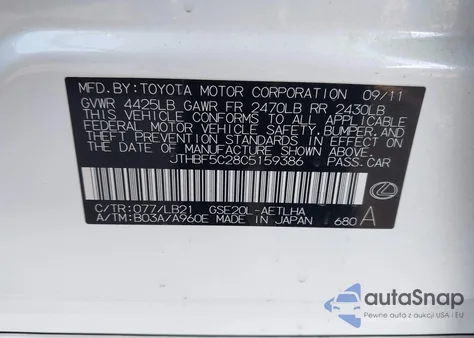 MFD.BY:TOYOTA MOTOR CORPORATION 09/11
GVWR 4425LB GAWR FR 2470LB RR 2430LB
THIS VEHICLE CONFORMS TO ALL APPLICABLE
FEDERAL MOTOR VEHICLE SAFETY,BUMPER,AND
THEFT PREVENTION STANDARDS IN EFFECT ON
THE DATE OF MANUFACTURE SHOWN ABOVE.
JTHBF5C28C5159386 PASS.CAR
C/TR:077/LB21 GSE20L-AETLHA
A/TM:B03A/A960E MADE IN JAPAN 680 A
autoSnap
Pewne auta z aukcji USA i EU